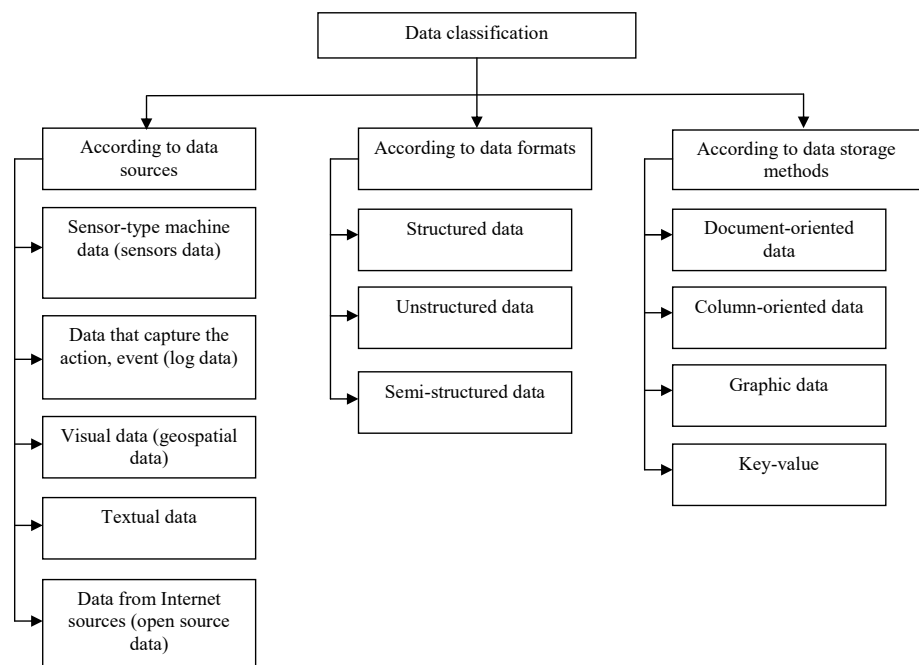 Data classification
According to data
sources
Sensor-type machine
data (sensors data)
Data that capture the
action, event (log data)
Visual data (geospatial
data)
Textual data
Data from Internet
sources (open source
data)
According to data formats
Structured data
Unstructured data
Semi-structured data
According to data storage
methods
Document-oriented
data
Column-oriented data
Graphic data
Key-value